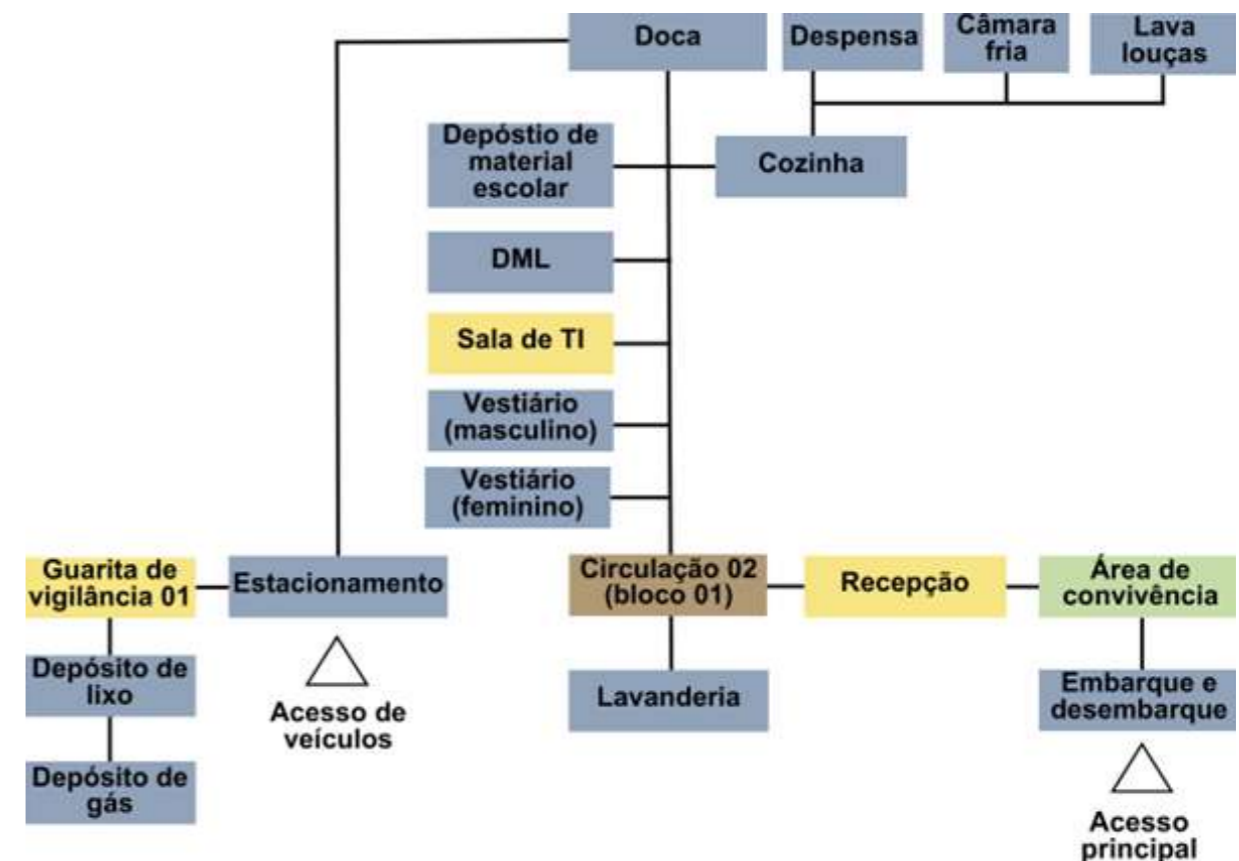 Doca
Despensa
Câmara
fria
Lava
louças
Depóstio de
material
escolar
Cozinha
DML
Sala de TI
Vestiário
(masculino)
Vestiário
(feminino)
Guarita de
vigilância 01
Estacionamento
Circulação 02
(bloco 01)
Recepção
Área de
convivência
Depósito de
lixo
Acesso de
veículos
Lavanderia
Embarque e
desembarque
Depósito de
gás
Acesso
principal